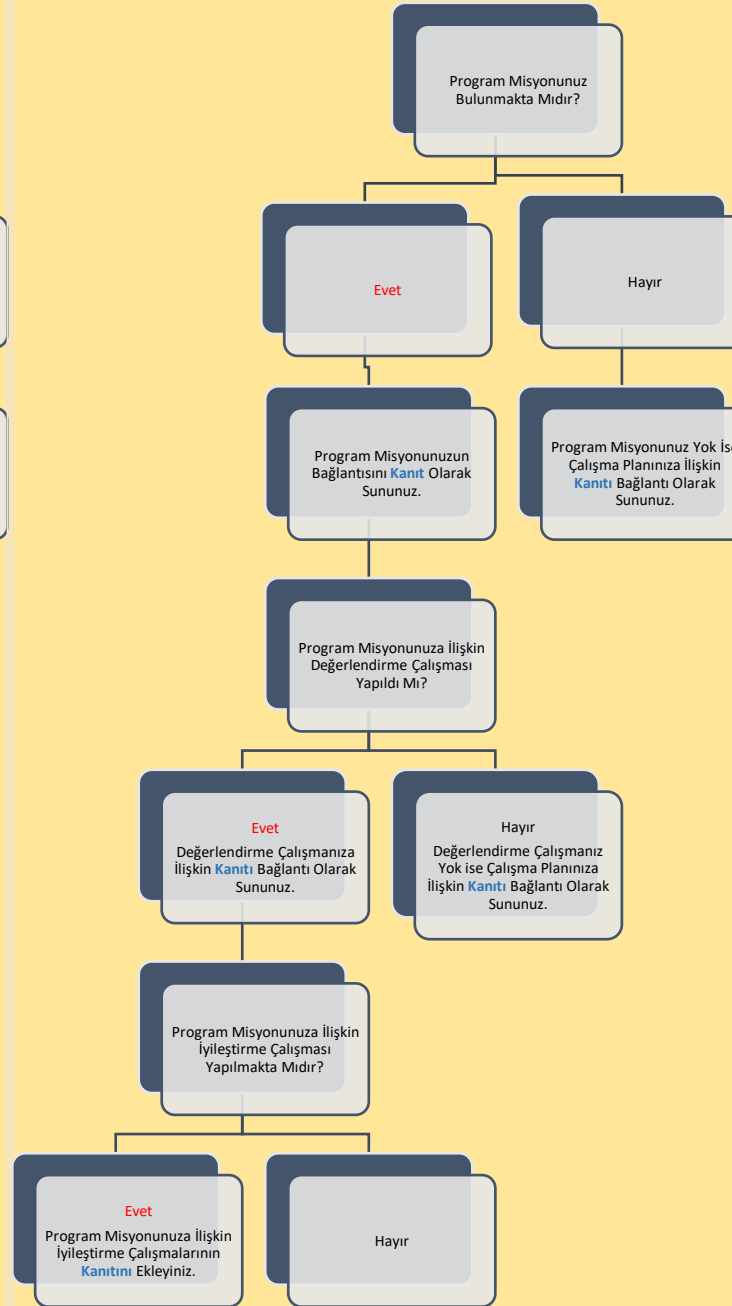 Program Misyonunuz
Bulunmakta Mıdır?
Evet
Hayır
Program Misyonunuzun
Bağlantısını Kanıt Olarak
Sununuz.
Program Misyonunuz Yok İse
Çalışma Planınıza İlişkin
Kanıtı Bağlantı Olarak
Sununuz.
Program Misyonunuza İlişkin
Değerlendirme Çalışması
Yapıldı Mı?
Evet
Değerlendirme Çalışmanıza
İlişkin Kanıtı Bağlantı Olarak
Sununuz.
Hayır
Değerlendirme Çalışmanız
Yok ise Çalışma Planınıza
İlişkin Kanıtı Bağlantı Olarak
Sununuz.
Program Misyonunuza İlişkin
İyileştirme Çalışması
Yapılmakta Mıdır?
Evet
Program Misyonunuza İlişkin
İyileştirme Çalışmalarının
Kanıtını Ekleyiniz.
Hayır